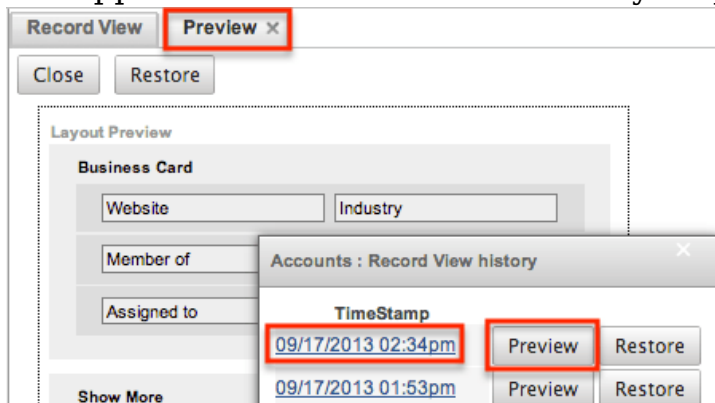 Record View Preview ×
Close Restore
Layout Preview
Business Card
Website Industry
Member of
Accounts : Record View history
Assigned to
TimeStamp
09/17/2013 02:34pm Preview Restore
09/17/2013 01:53pm Preview Restore
Show More